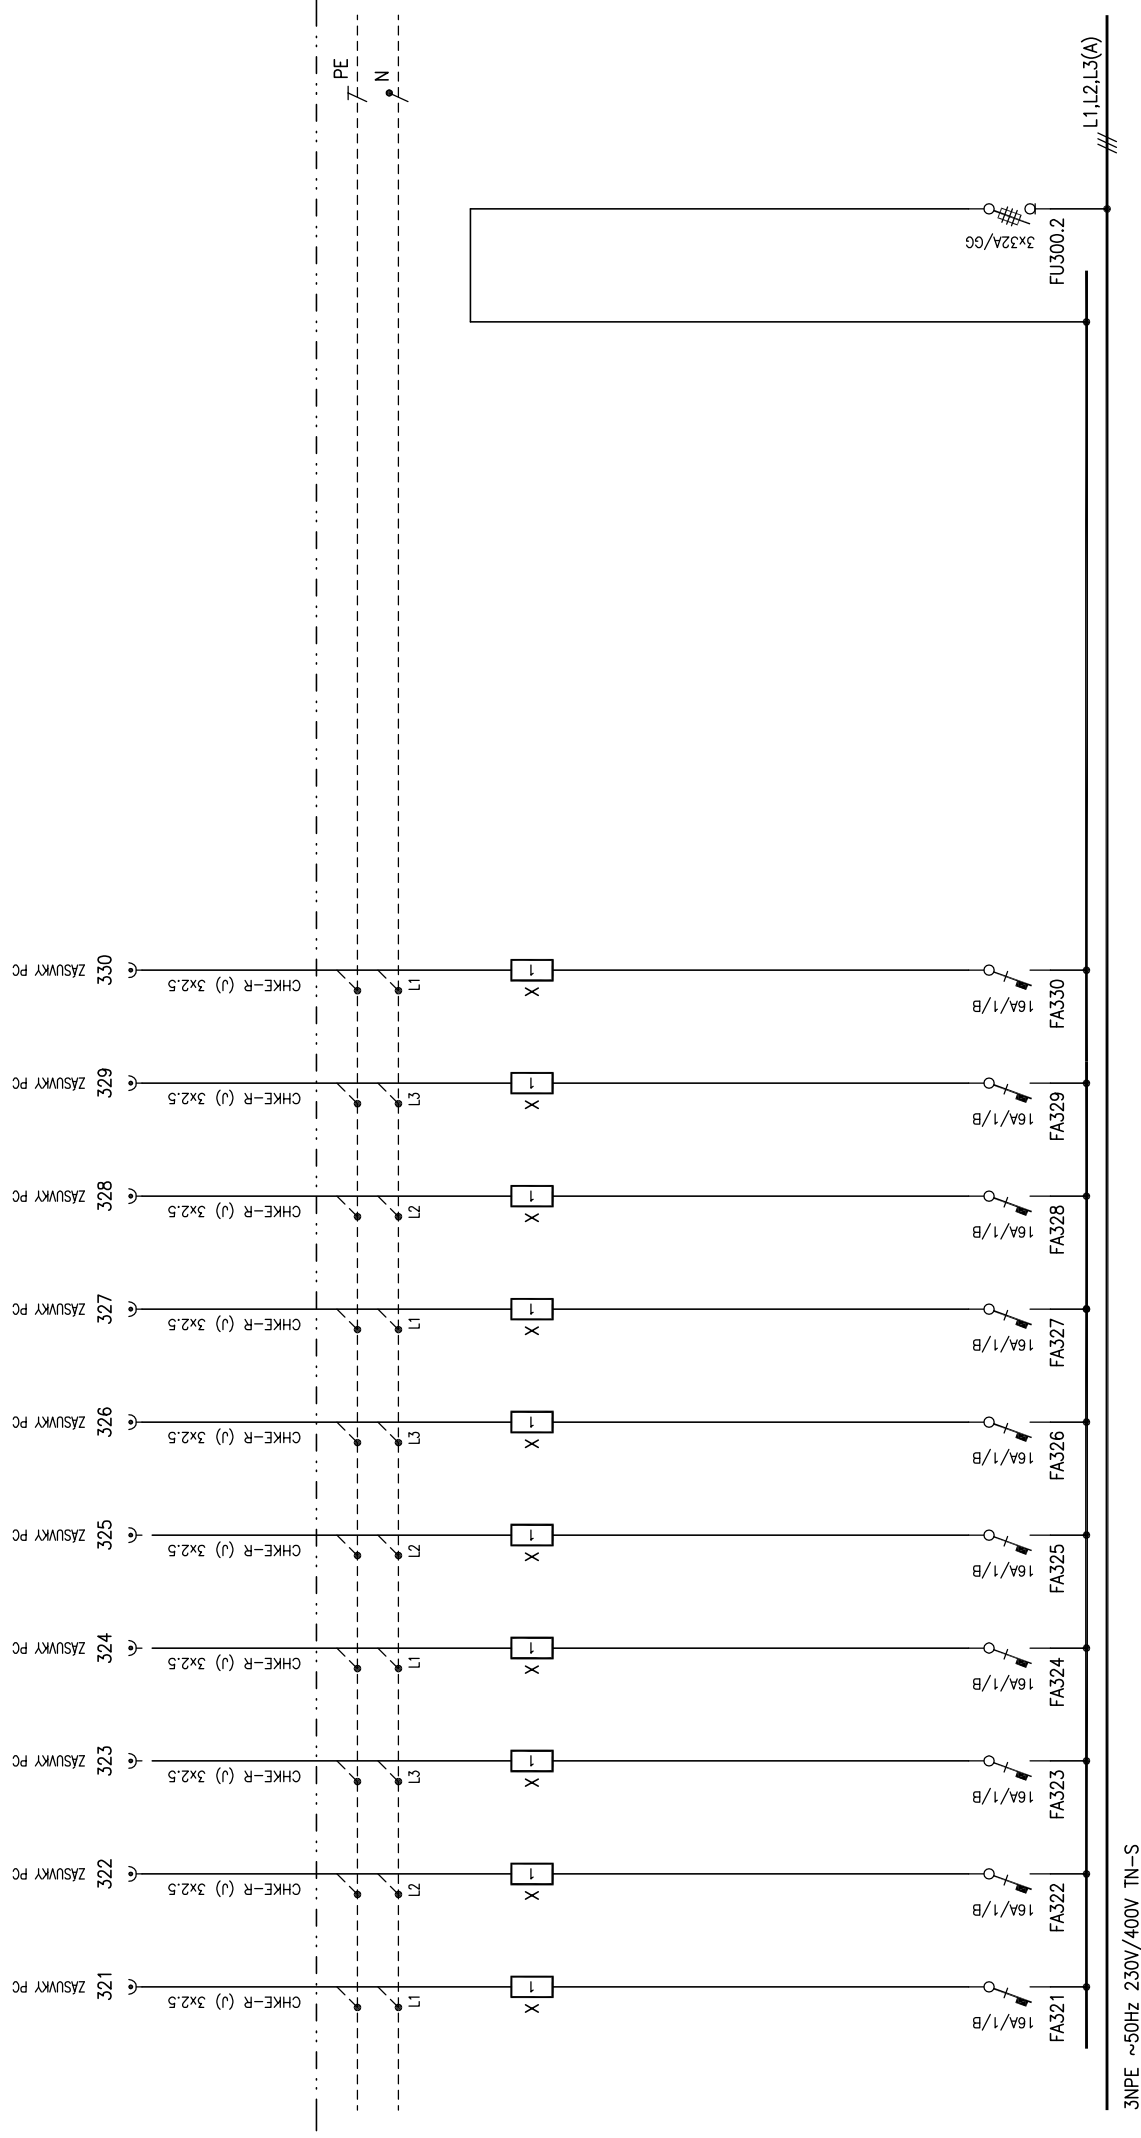 PE
N
L1,L2,L3(A)
3x32A/GG
FU300.2
ZÁSUVKY PC
330
CHKE-R (J) 3x2.5
L1
1
X
16A/1/B
FA330
ZÁSUVKY PC
329
CHKE-R (J) 3x2.5
L3
1
X
16A/1/B
FA329
ZÁSUVKY PC
328
CHKE-R (J) 3x2.5
L2
1
X
16A/1/B
FA328
ZÁSUVKY PC
327
CHKE-R (J) 3x2.5
L1
1
X
16A/1/B
FA327
ZÁSUVKY PC
326
CHKE-R (J) 3x2.5
L3
1
X
16A/1/B
FA326
ZÁSUVKY PC
325
CHKE-R (J) 3x2.5
L2
1
X
16A/1/B
FA325
ZÁSUVKY PC
324
CHKE-R (J) 3x2.5
L1
1
X
16A/1/B
FA324
ZÁSUVKY PC
323
CHKE-R (J) 3x2.5
L3
1
X
16A/1/B
FA323
ZÁSUVKY PC
322
CHKE-R (J) 3x2.5
L2
1
X
16A/1/B
FA322
ZÁSUVKY PC
321
CHKE-R (J) 3x2.5
L1
1
X
16A/1/B
FA321
3NPE ~50Hz 230V/400V TN-S